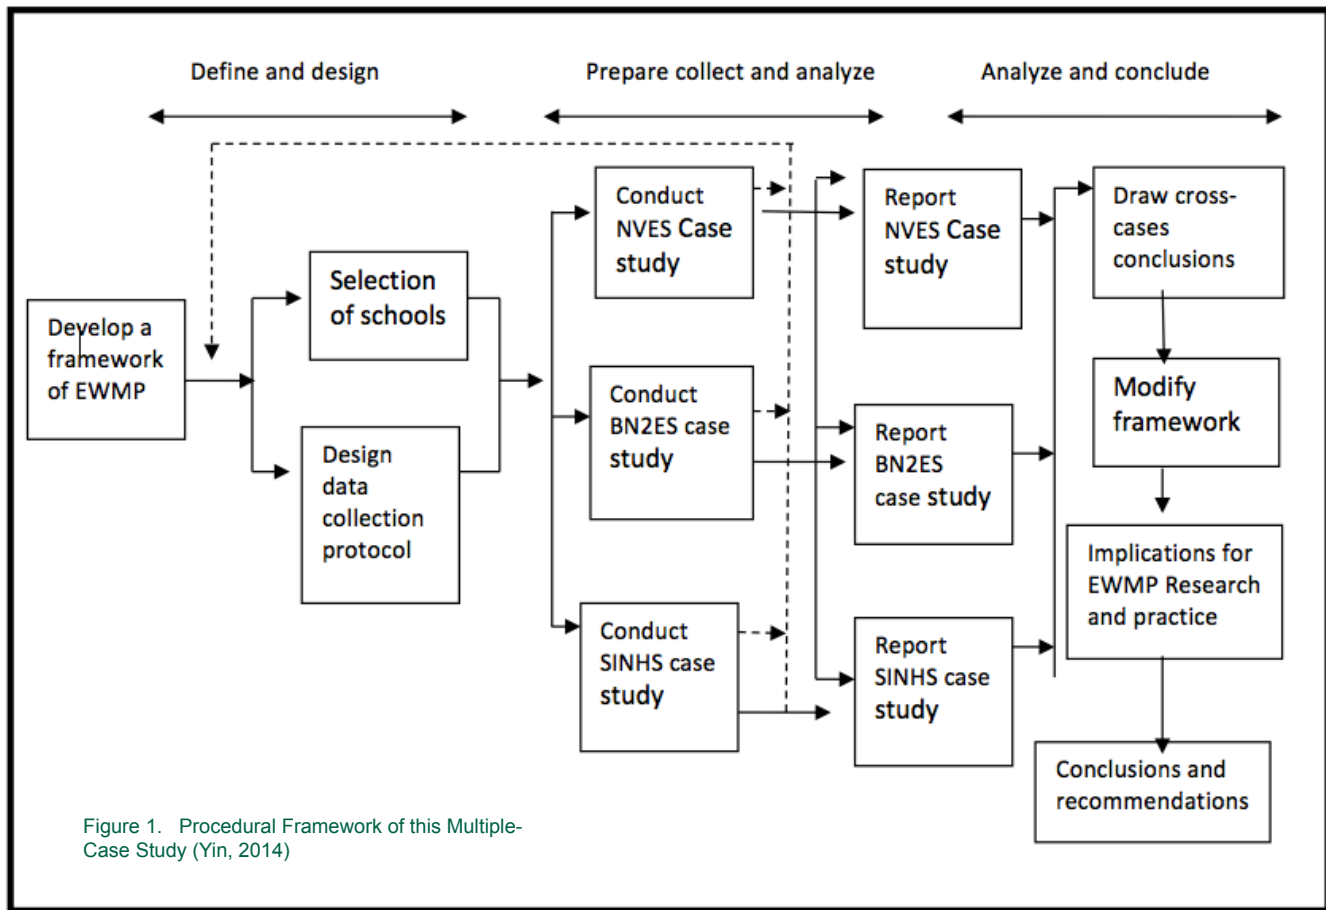 Define and design
Prepare collect and analyze
Analyze and conclude
Develop a
framework
of EWMP
Selection
of schools
Design
data
collection
protocol
Conduct
NVES Case
study
Conduct
BN2ES case
study
Conduct
SINHS case
study
Report
NVES Case
study
Report
BN2ES
case study
Report
SINHS case
study
Draw cross-
cases
conclusions
Modify
framework
Implications for
EWMP Research
and practice
Conclusions and
recommendations
Figure 1. Procedural Framework of this Multiple-
Case Study (Yin, 2014)